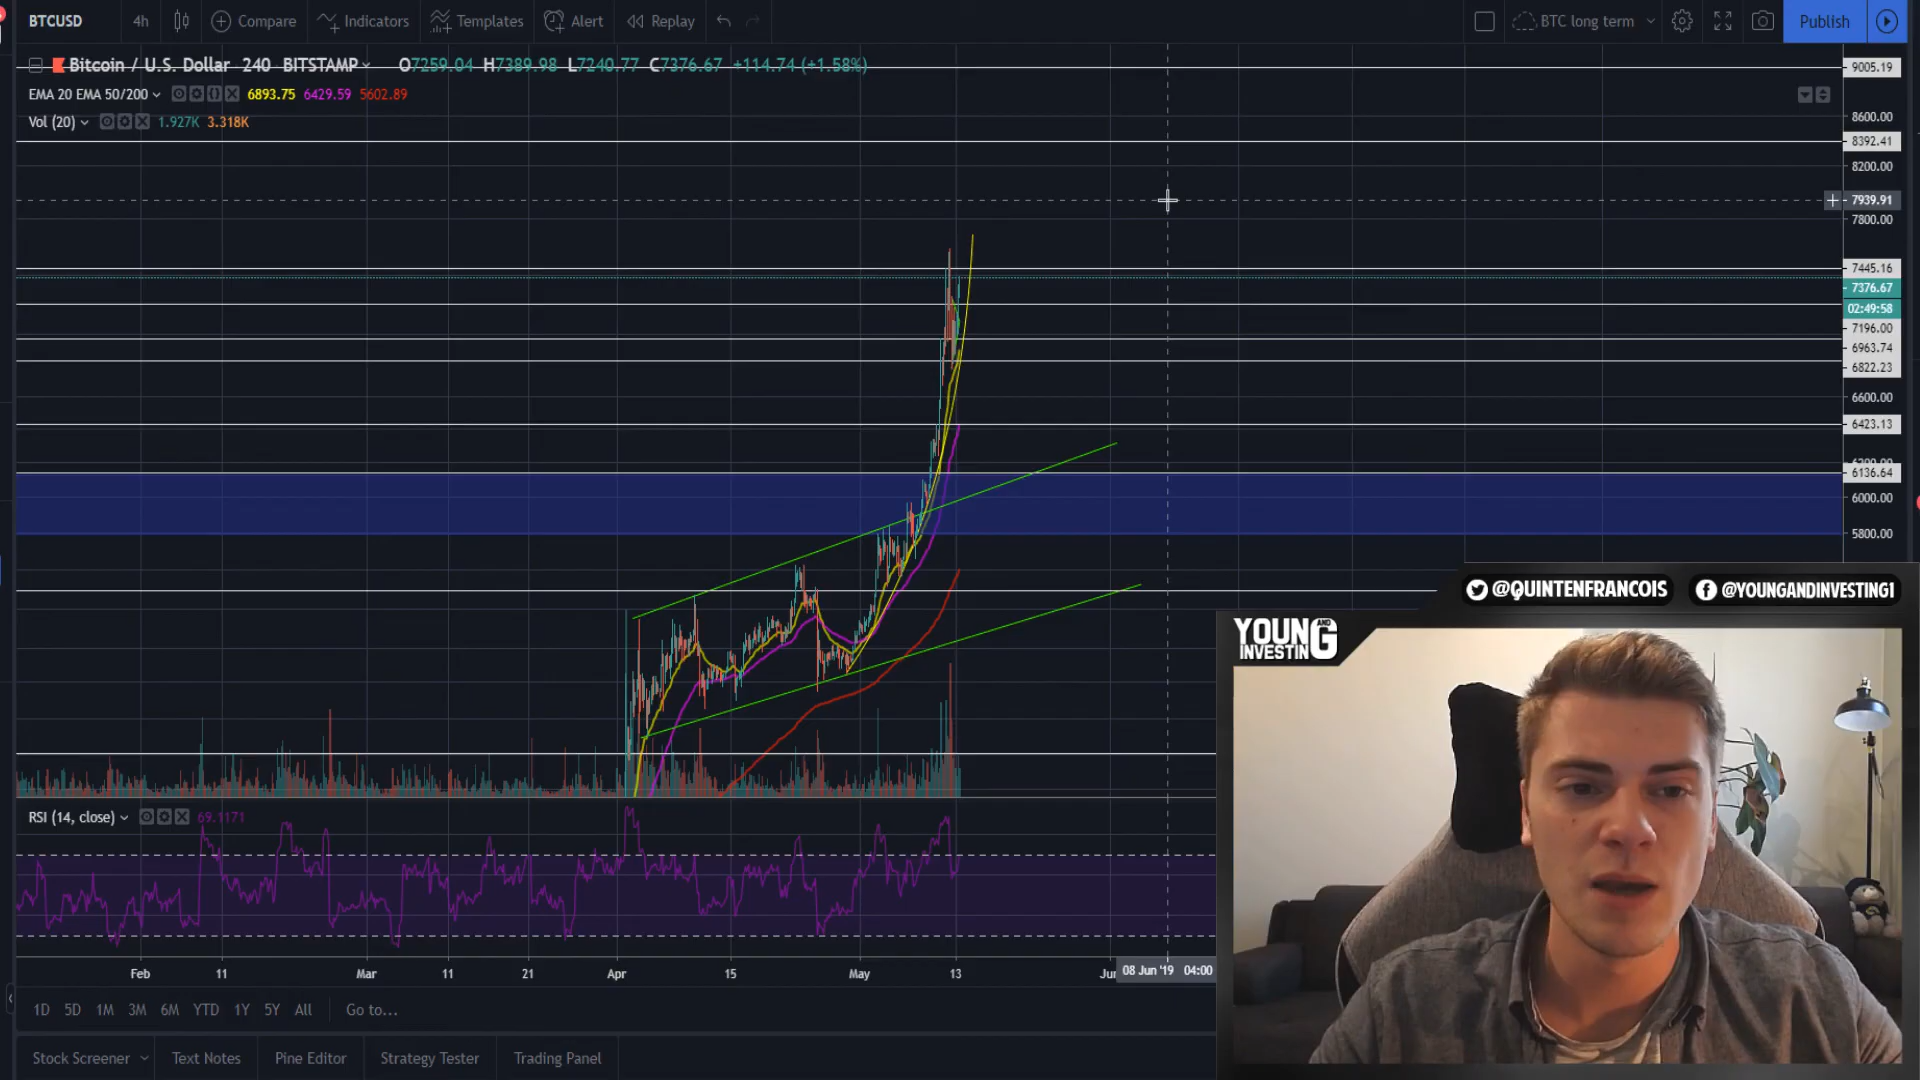 BTCUSD 4h Compare Indicators Templates Alert Replay BTC long term Publish
Bitcoin / U.S. Dollar 240 BITSTAMP O7259.04 H7389.98 L7240.77 C7376.67 +114.74 (+1.58%)
EMA 20 EMA 50/200 6893.75 6429.59 5602.89
Vol (20) 1.927K 3.318K
9005.19
8600.00
8392.41
8200.00
7939.91
7800.00
7445.16
7376.67
02:49:58
7196.00
6963.74
6822.23
6600.00
6423.13
6136.64
6000.00
5800.00
@QUINTENFRANCOIS @YOUNGANDINVESTING1
YOUNG AND
INVESTING
RSI (14, close) 69.1171
Feb 11 Mar 11 21 Apr 15 May 13 08 Jun '19 04:00
1D 5D 1M 3M 6M YTD 1Y 5Y All Go to...
Stock Screener Text Notes Pine Editor Strategy Tester Trading Panel